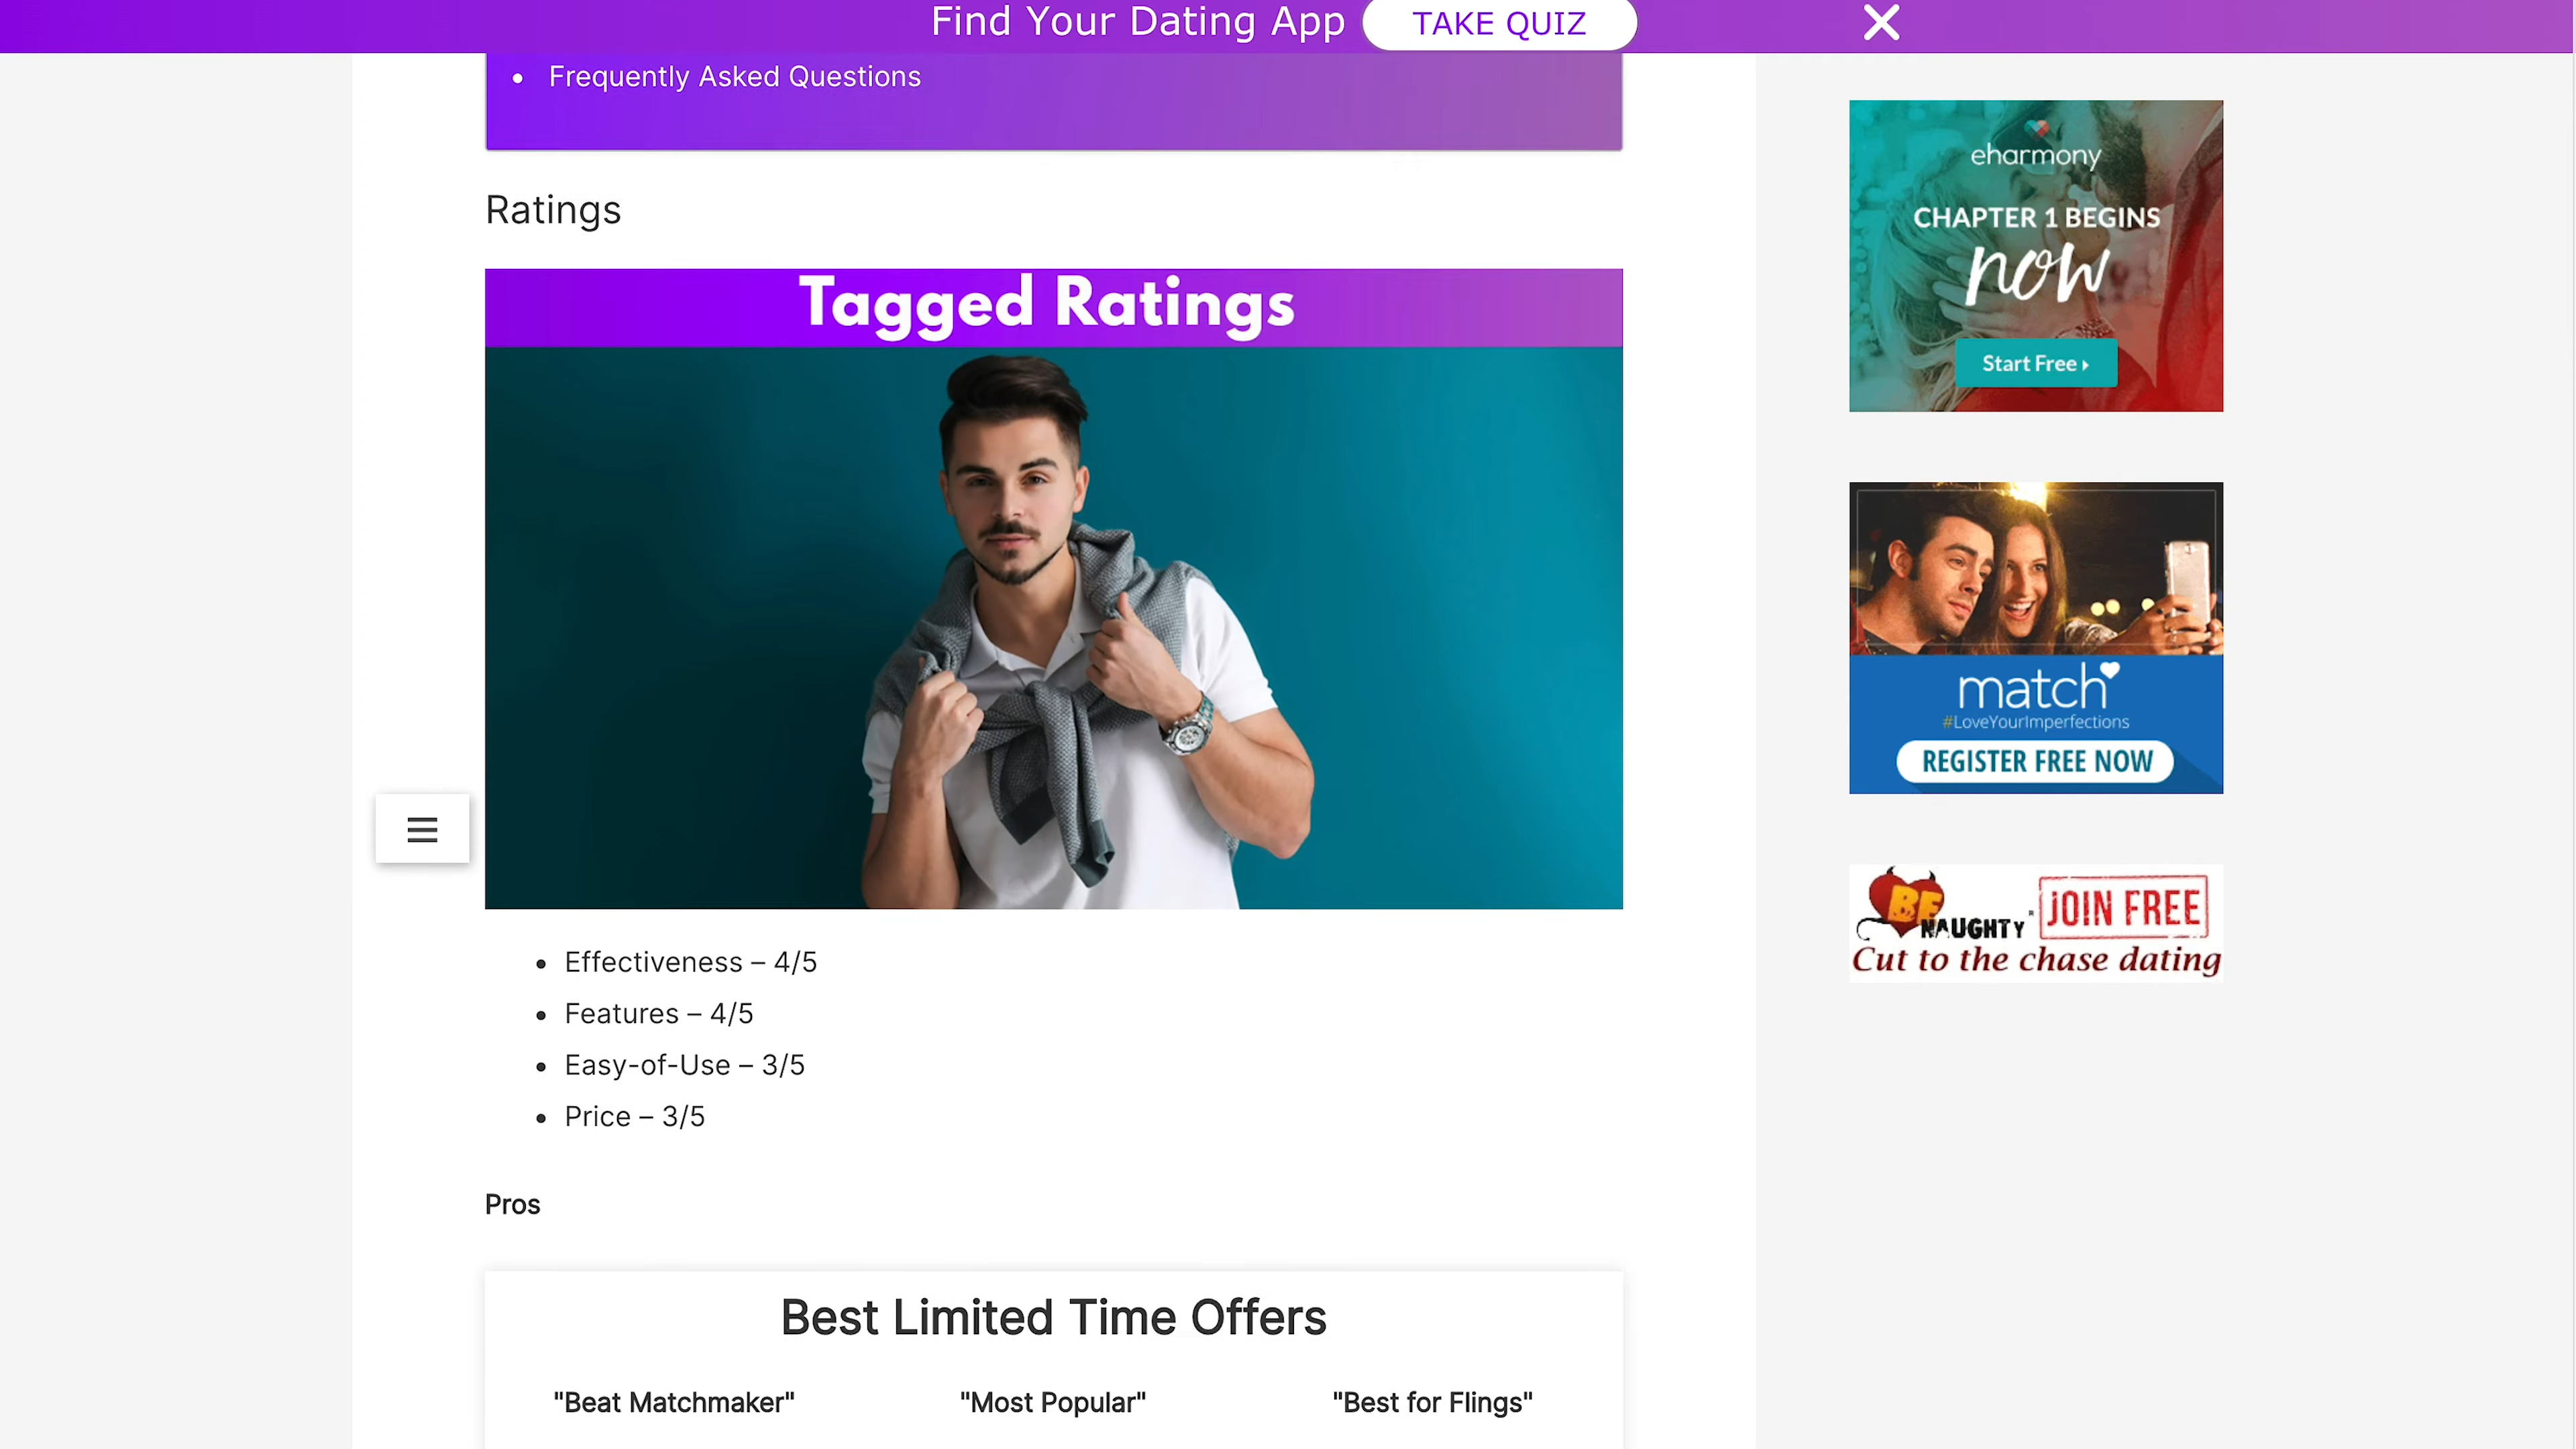 Find Your Dating App
TAKE QUIZ
Frequently Asked Questions
Ratings
Tagged Ratings
Effectiveness – 4/5
Features – 4/5
Easy-of-Use – 3/5
Price – 3/5
Pros
Best Limited Time Offers
"Beat Matchmaker"
"Most Popular"
"Best for Flings"
eharmony
CHAPTER 1 BEGINS
now
Start Free
match
#LoveYourImperfections
REGISTER FREE NOW
BE
NAUGHTY
JOIN FREE
Cut to the chase dating